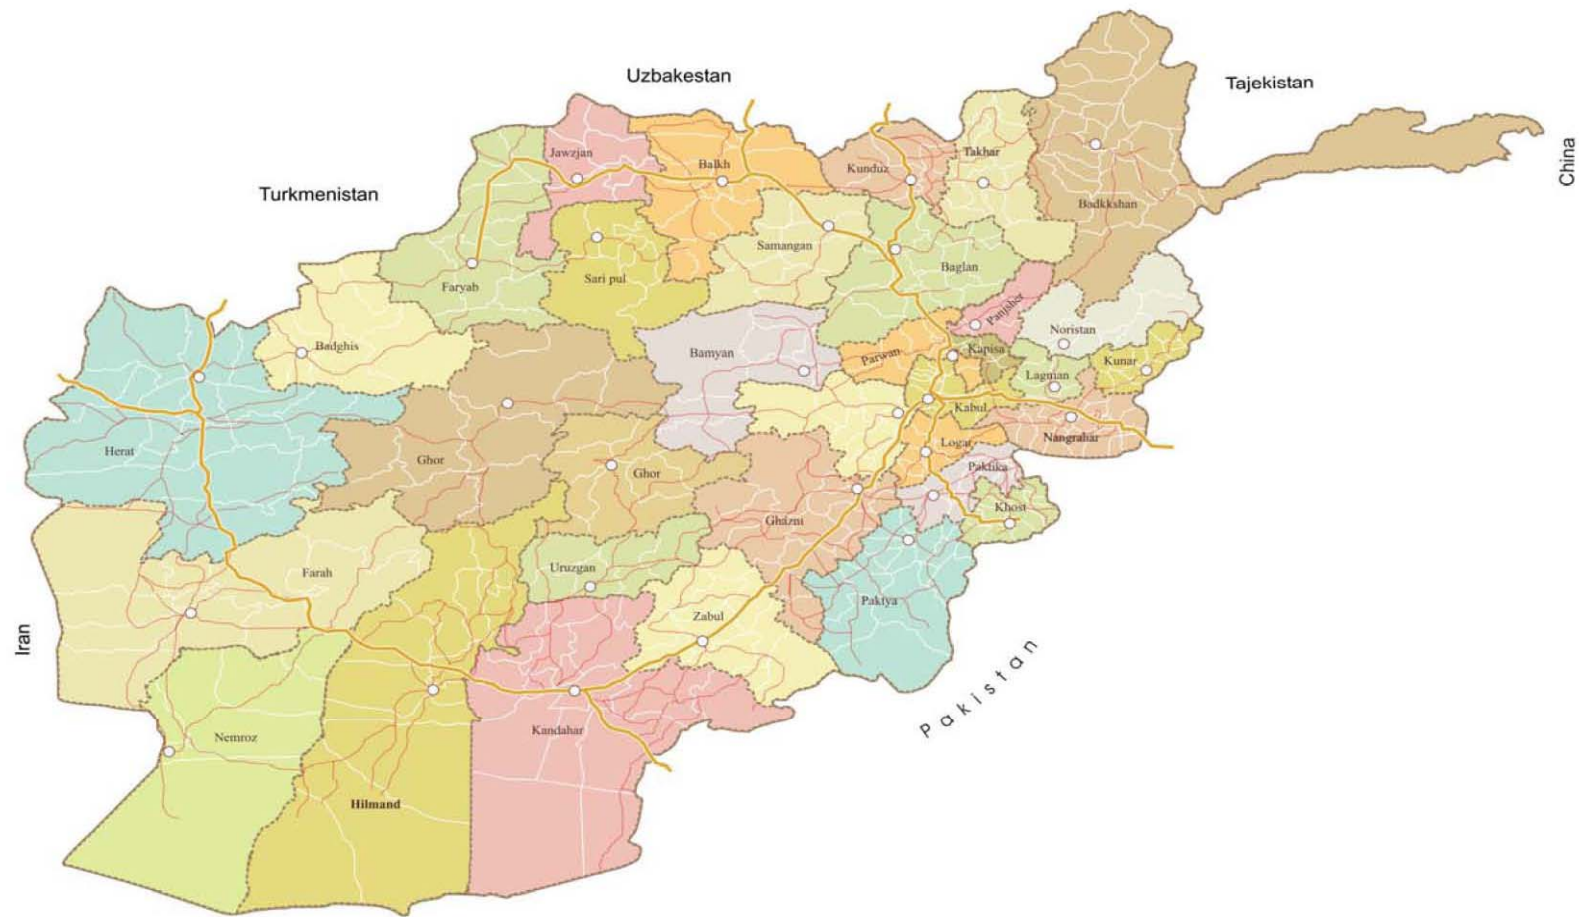 Uzbakestan
Tajekistan
China
Turkmenistan
Jawzjan
Balkh
Kunduz
Takhar
Badkkshan
Samangan
Baglan
Faryab
Sari pul
Panjsher
Noristan
Badghis
Bamyan
Parwan
Kapisa
Lagman
Kunar
Kabul
Nangrahar
Logar
Herat
Ghor
Ghor
Paktika
Khost
Ghazni
Farah
Uruzgan
Paktya
Zabul
Iran
Pakistan
Nemroz
Kandahar
Hilmand